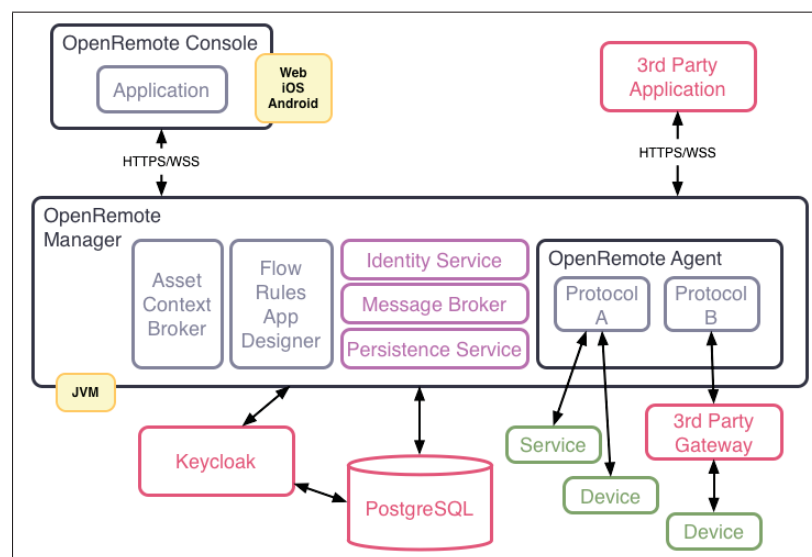 OpenRemote Console
Application
Web
iOS
Android
3rd Party
Application
HTTPS/WSS
HTTPS/WSS
OpenRemote
Manager
Asset
Context
Broker
Flow
Rules
App
Designer
Identity Service
Message Broker
Persistence Service
OpenRemote Agent
Protocol
A
Protocol
B
JVM
Keycloak
PostgreSQL
Service
Device
3rd Party
Gateway
Device